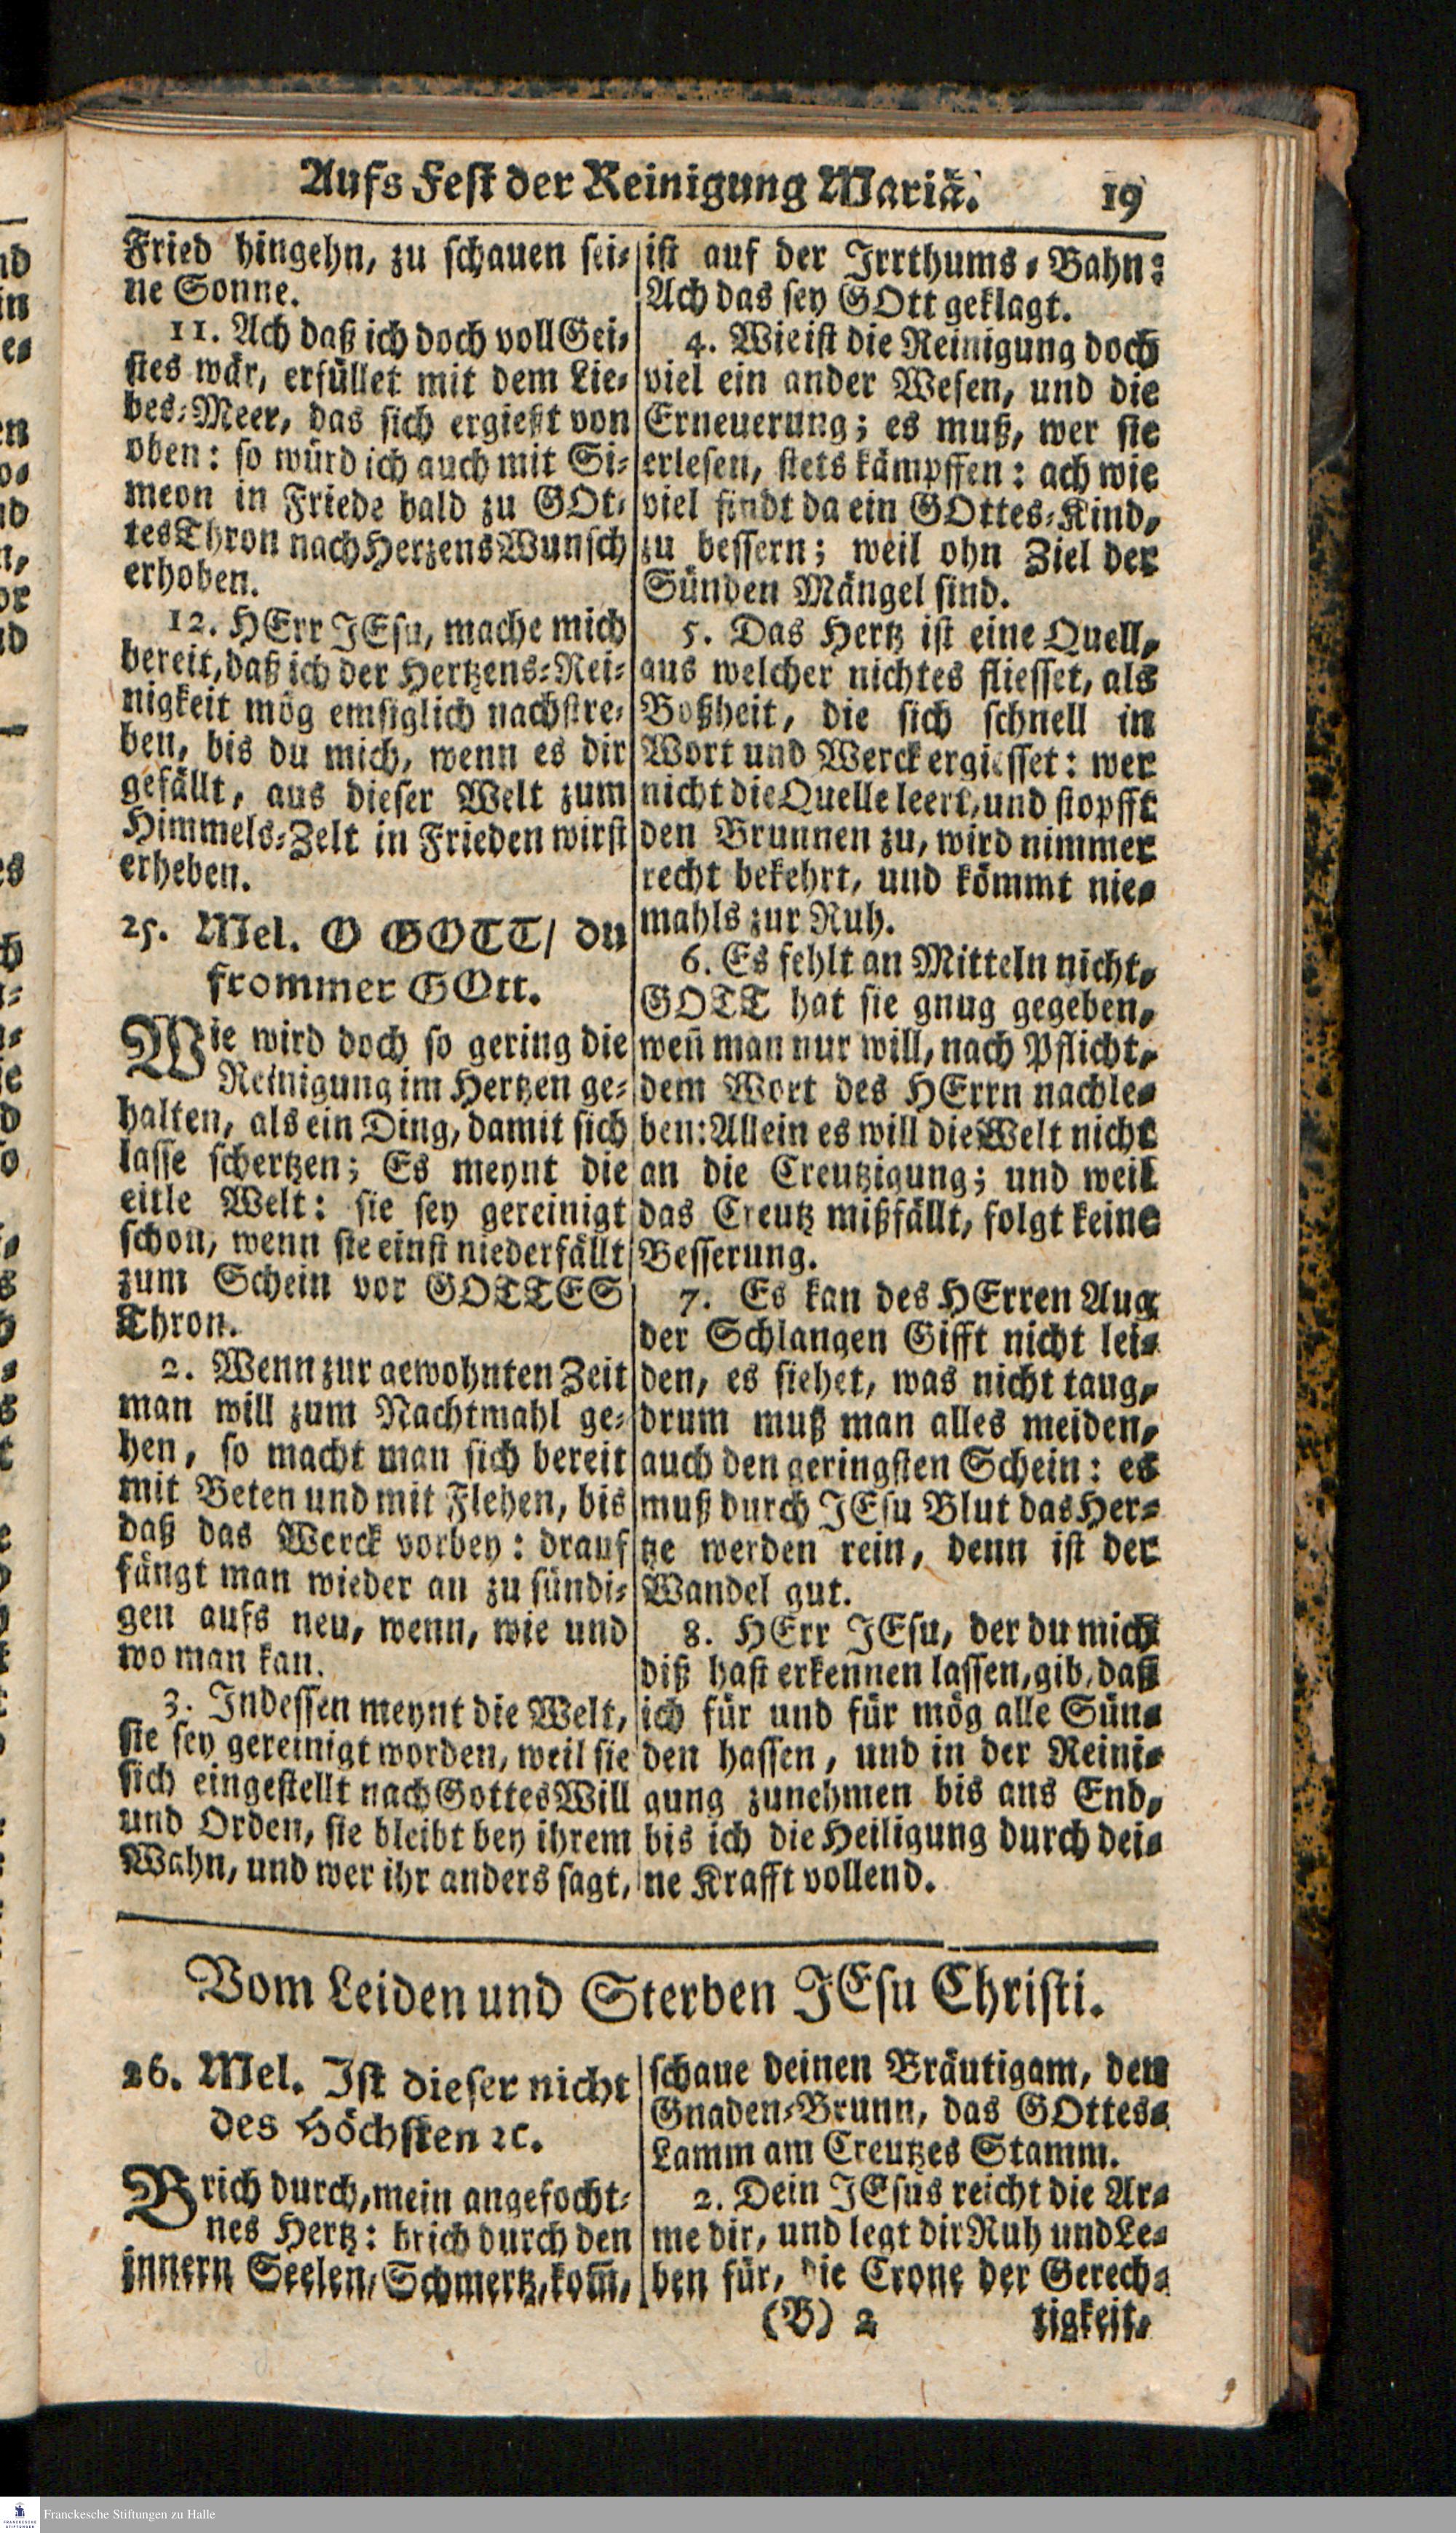 Aufs Fest der Reinigung Mariä. 19
Fried hingehn, zu schauen sei-
ne Sonne.
11. Ach daß ich doch voll Gei-
stes wär, erfüllet mit dem Lie-
bes-Meer, das sich ergießt von
oben: so würd ich auch mit Si-
meon in Friede bald zu GOt-
tes Thron nach Herzens Wunsch
erhoben.
12. HErr JEsu, mache mich
bereit, daß ich der Hertzens-Rei-
nigkeit mög emsiglich nachstre-
ben, bis du mich, wenn es dir
gefällt, aus dieser Welt zum
Himmels-Zelt in Frieden wirst
erheben.
25. Mel. O GOTT/ du
frommer GOtt.
Wie wird doch so gering die
Reinigung im Hertzen ge-
halten, als ein Ding, damit sich
lasse schertzen; Es meynt die
eitle Welt: sie sey gereinigt
schon, wenn sie einst niederfällt
zum Schein vor GOTTES
Thron.
2. Wenn zur gewohnten Zeit
man will zum Nachtmahl ge-
hen, so macht man sich bereit
mit Beten und mit Flehen, bis
daß das Werck vorbey: drauf
fängt man wieder an zu sündi-
gen aufs neu, wenn, wie und
wo man kan.
3. Indessen meynt die Welt,
sie sey gereinigt worden, weil sie
sich eingestellt nach Gottes Will
und Orden, sie bleibt bey ihrem
Wahn, und wer ihr anders sagt,
ist auf der Irrthums-Bahn:
Ach das sey GOtt geklagt.
4. Wie ist die Reinigung doch
viel ein ander Wesen, und die
Erneuerung; es muß, wer sie
erlesen, stets kämpffen: ach wie
viel findt da ein GOttes-Kind,
zu bessern; weil ohn Ziel der
Sünden Mängel sind.
5. Das Hertz ist eine Quell,
aus welcher nichtes fliesset, als
Boßheit, die sich schnell in
Wort und Werck ergiesset: wer
nicht die Quelle leert, und stopfft
den Brunnen zu, wird nimmer
recht bekehrt, und kömmt nie-
mahls zur Ruh.
6. Es fehlt an Mitteln nicht,
GOTT hat sie gnug gegeben,
weñ man nur will, nach Pflicht,
dem Wort des HErrn nachle-
ben: Allein es will die Welt nicht
an die Creutzigung; und weil
das Creutz mißfällt, folgt keine
Besserung.
7. Es kan des HErren Aug
der Schlangen Gifft nicht lei-
den, es siehet, was nicht taug,
drum muß man alles meiden,
auch den geringsten Schein: es
muß durch JEsu Blut das Her-
tze werden rein, denn ist der
Wandel gut.
8. HErr JEsu, der du mich
diß hast erkennen lassen, gib, daß
ich für und für mög alle Sün-
den hassen, und in der Reini-
gung zunehmen bis ans End,
bis ich die Heiligung durch dei-
ne Krafft vollend.
Vom Leiden und Sterben JEsu Christi.
26. Mel. Ist dieser nicht
des Höchsten ꝛc.
Brich durch, mein angefocht-
nes Hertz: brich durch den
innern Seelen-Schmertz, kom̃,
schaue deinen Bräutigam, den
Gnaden-Brunn, das GOttes-
Lamm am Creutzes Stamm.
2. Dein JEsus reicht die Ar-
me dir, und legt dir Ruh und Le-
ben für, die Crone der Gerech-
(B) 2 tigkeit,
Franckesche Stiftungen zu Halle